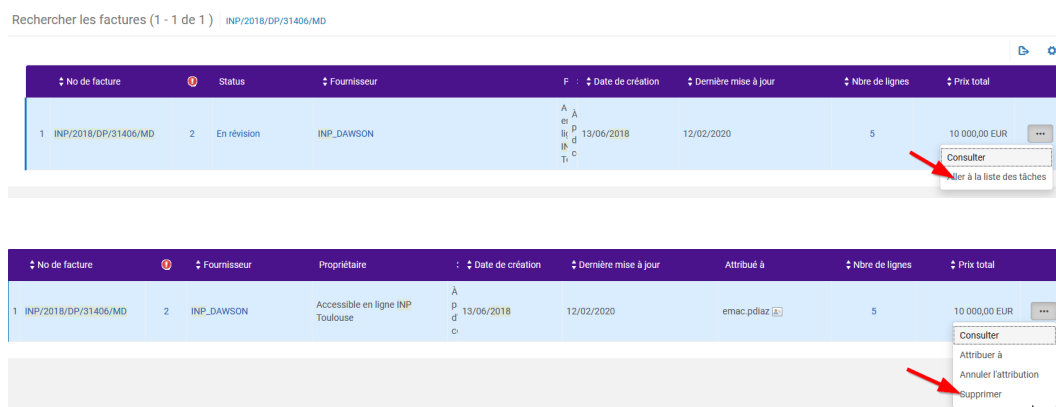 Rechercher les factures (1 - 1 de 1 ) INP/2018/DP/31406/MD
No de facture Status Fournisseur F : Date de création Dernière mise à jour Nbre de lignes Prix total
1 INP/2018/DP/31406/MD 2 En révision INP_DAWSON 13/06/2018 12/02/2020 5 10 000,00 EUR ...
Consulter
Aller à la liste des tâches
No de facture Fournisseur Propriétaire : Date de création Dernière mise à jour Attribué à Nbre de lignes Prix total
1 INP/2018/DP/31406/MD 2 INP_DAWSON Accessible en ligne INP 13/06/2018 12/02/2020 emac.pdiaz 5 10 000,00 EUR ...
Toulouse
Consulter
Attribuer à
Annuler l'attribution
Supprimer